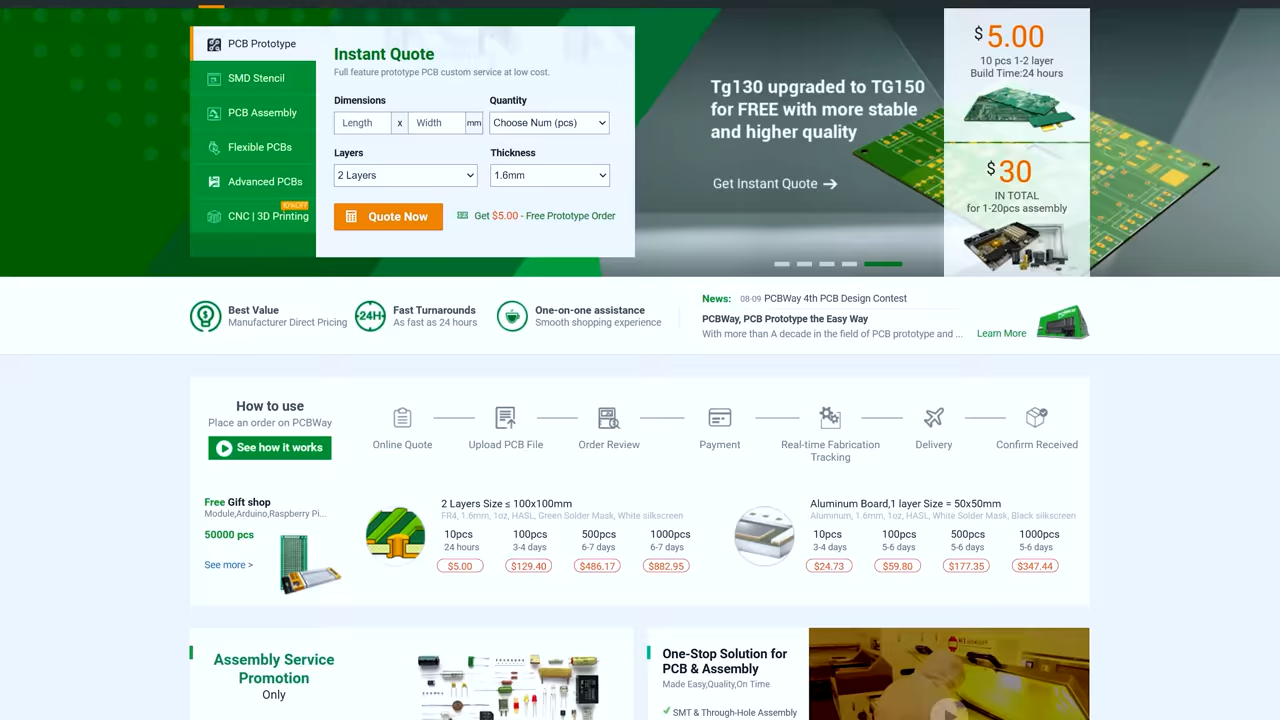 PCB Prototype
SMD Stencil
PCB Assembly
Flexible PCBs
Advanced PCBs
10%OFF
CNC | 3D Printing
Instant Quote
Full feature prototype PCB custom service at low cost.
Dimensions
Quantity
Length x Width mm
Choose Num (pcs)
Layers
Thickness
2 Layers
1.6mm
Quote Now
Get $5.00 - Free Prototype Order
Tg130 upgraded to TG150
for FREE with more stable
and higher quality
Get Instant Quote →
$5.00
10 pcs 1-2 layer
Build Time:24 hours
$30
IN TOTAL
for 1-20pcs assembly
Best Value
Manufacturer Direct Pricing
24H
Fast Turnarounds
As fast as 24 hours
One-on-one assistance
Smooth shopping experience
News: 08-09 PCBWay 4th PCB Design Contest
PCBWay, PCB Prototype the Easy Way
With more than A decade in the field of PCB prototype and ... Learn More
How to use
Place an order on PCBWay
See how it works
Online Quote
Upload PCB File
Order Review
Payment
Real-time Fabrication
Tracking
Delivery
Confirm Received
Free Gift shop
Module,Arduino,Raspberry Pi...
50000 pcs
See more >
2 Layers Size ≤ 100x100mm
FR4, 1.6mm, 1oz, HASL, Green Solder Mask, White silkscreen
10pcs 100pcs 500pcs 1000pcs
24 hours 3-4 days 6-7 days 6-7 days
$5.00 $129.40 $486.17 $882.95
Aluminum Board,1 layer Size = 50x50mm
Aluminum, 1.6mm, 1oz, HASL, White Solder Mask, Black silkscreen
10pcs 100pcs 500pcs 1000pcs
3-4 days 5-6 days 5-6 days 5-6 days
$24.73 $59.80 $177.35 $347.44
Assembly Service
Promotion
Only
One-Stop Solution for
PCB & Assembly
Made Easy,Quality,On Time
SMT & Through-Hole Assembly